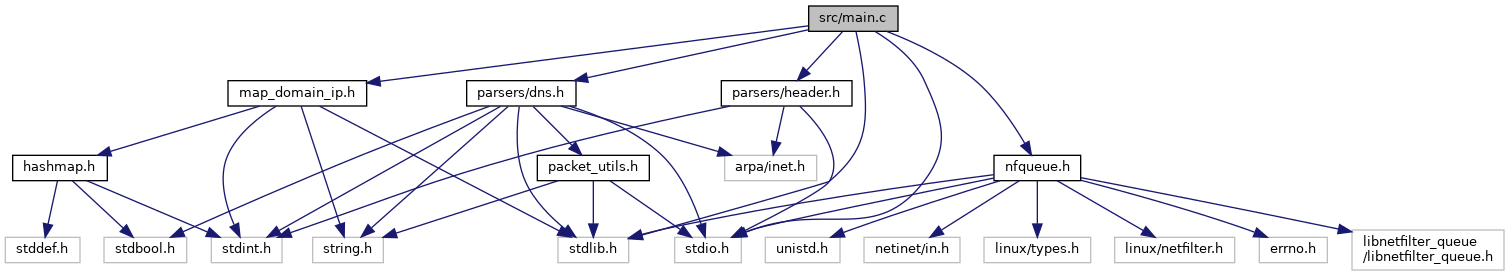 src/main.c
map_domain_ip.h
parsers/dns.h
parsers/header.h
hashmap.h
packet_utils.h
arpa/inet.h
nfqueue.h
stddef.h
stdbool.h
stdint.h
string.h
stdlib.h
stdio.h
unistd.h
netinet/in.h
linux/types.h
linux/netfilter.h
errno.h
libnetfilter_queue
/libnetfilter_queue.h